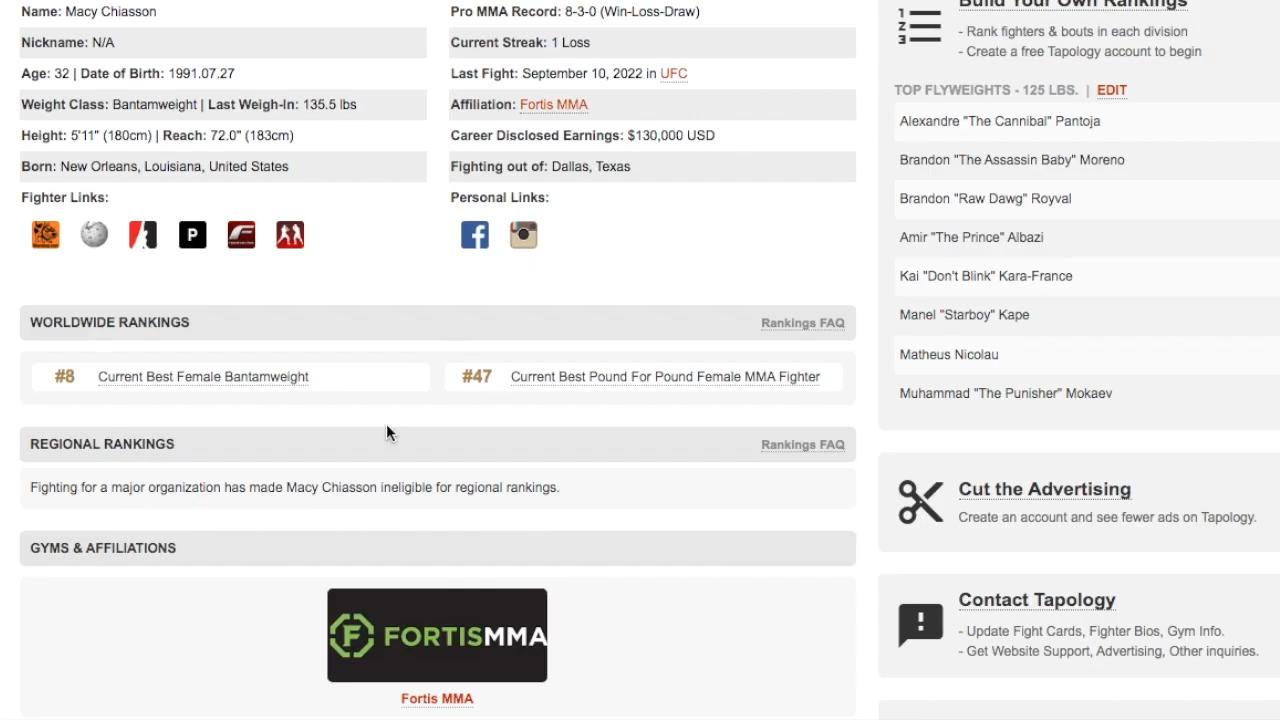 Name: Macy Chiasson
Nickname: N/A
Age: 32 | Date of Birth: 1991.07.27
Weight Class: Bantamweight | Last Weigh-In: 135.5 lbs
Height: 5'11" (180cm) | Reach: 72.0" (183cm)
Born: New Orleans, Louisiana, United States
Fighter Links:
P
Pro MMA Record: 8-3-0 (Win-Loss-Draw)
Current Streak: 1 Loss
Last Fight: September 10, 2022 in UFC
Affiliation: Fortis MMA
Career Disclosed Earnings: $130,000 USD
Fighting out of: Dallas, Texas
Personal Links:
WORLDWIDE RANKINGS
Rankings FAQ
#8 Current Best Female Bantamweight
#47 Current Best Pound For Pound Female MMA Fighter
REGIONAL RANKINGS
Rankings FAQ
Fighting for a major organization has made Macy Chiasson ineligible for regional rankings.
GYMS & AFFILIATIONS
FORTISMMA
Fortis MMA
1
2
3
Build Your Own Rankings
- Rank fighters & bouts in each division
- Create a free Tapology account to begin
TOP FLYWEIGHTS - 125 LBS. | EDIT
Alexandre "The Cannibal" Pantoja
Brandon "The Assassin Baby" Moreno
Brandon "Raw Dawg" Royval
Amir "The Prince" Albazi
Kai "Don't Blink" Kara-France
Manel "Starboy" Kape
Matheus Nicolau
Muhammad "The Punisher" Mokaev
Cut the Advertising
Create an account and see fewer ads on Tapology.
Contact Tapology
- Update Fight Cards, Fighter Bios, Gym Info.
- Get Website Support, Advertising, Other inquiries.